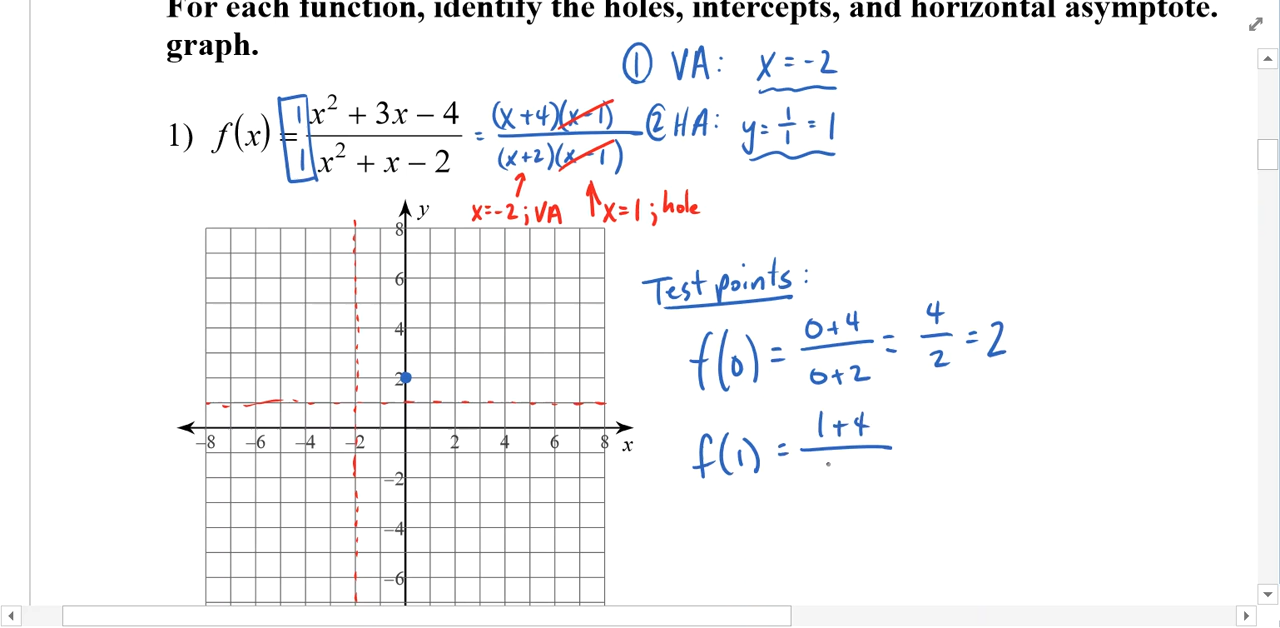 For each function, identify the holes, intercepts, and horizontal asymptote.
graph.
① VA: x = -2
1) f(x) = 1x² + 3x − 4 / 1x² + x − 2 = (x+4)(x-1) / (x+2)(x-1)
② HA: y = 1/1 = 1
x=-2; VA x=1; hole
y
8
6
4
2
-8 -6 -4 -2 2 4 6 8 x
-2
-4
-6
Test points:
f(0) = 0+4 / 0+2 = 4/2 = 2
f(1) = 1+4